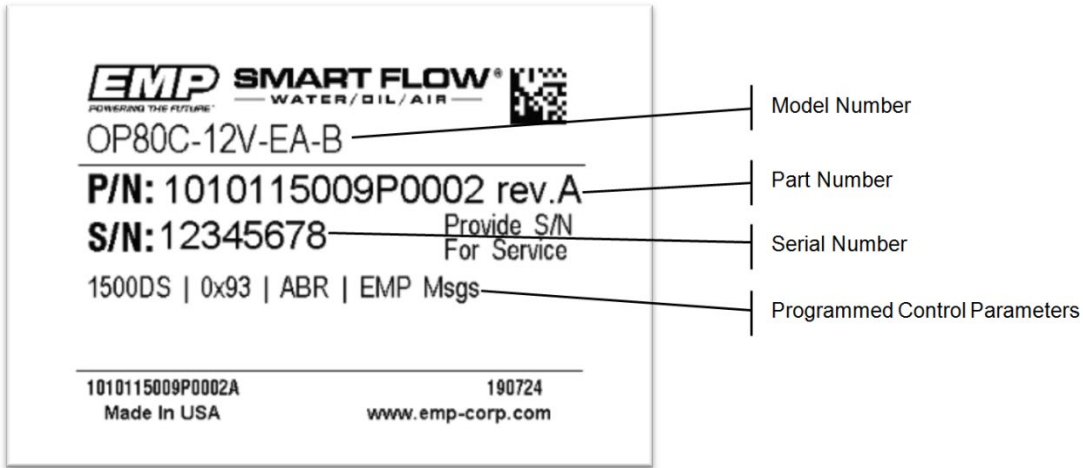 EMP SMART FLOW®
POWERING THE FUTURE™
WATER/OIL/AIR
OP80C-12V-EA-B
P/N: 1010115009P0002 rev.A
S/N: 12345678
Provide S/N
For Service
1500DS | 0x93 | ABR | EMP Msgs
1010115009P0002A
190724
Made In USA
www.emp-corp.com
Model Number
Part Number
Serial Number
Programmed Control Parameters